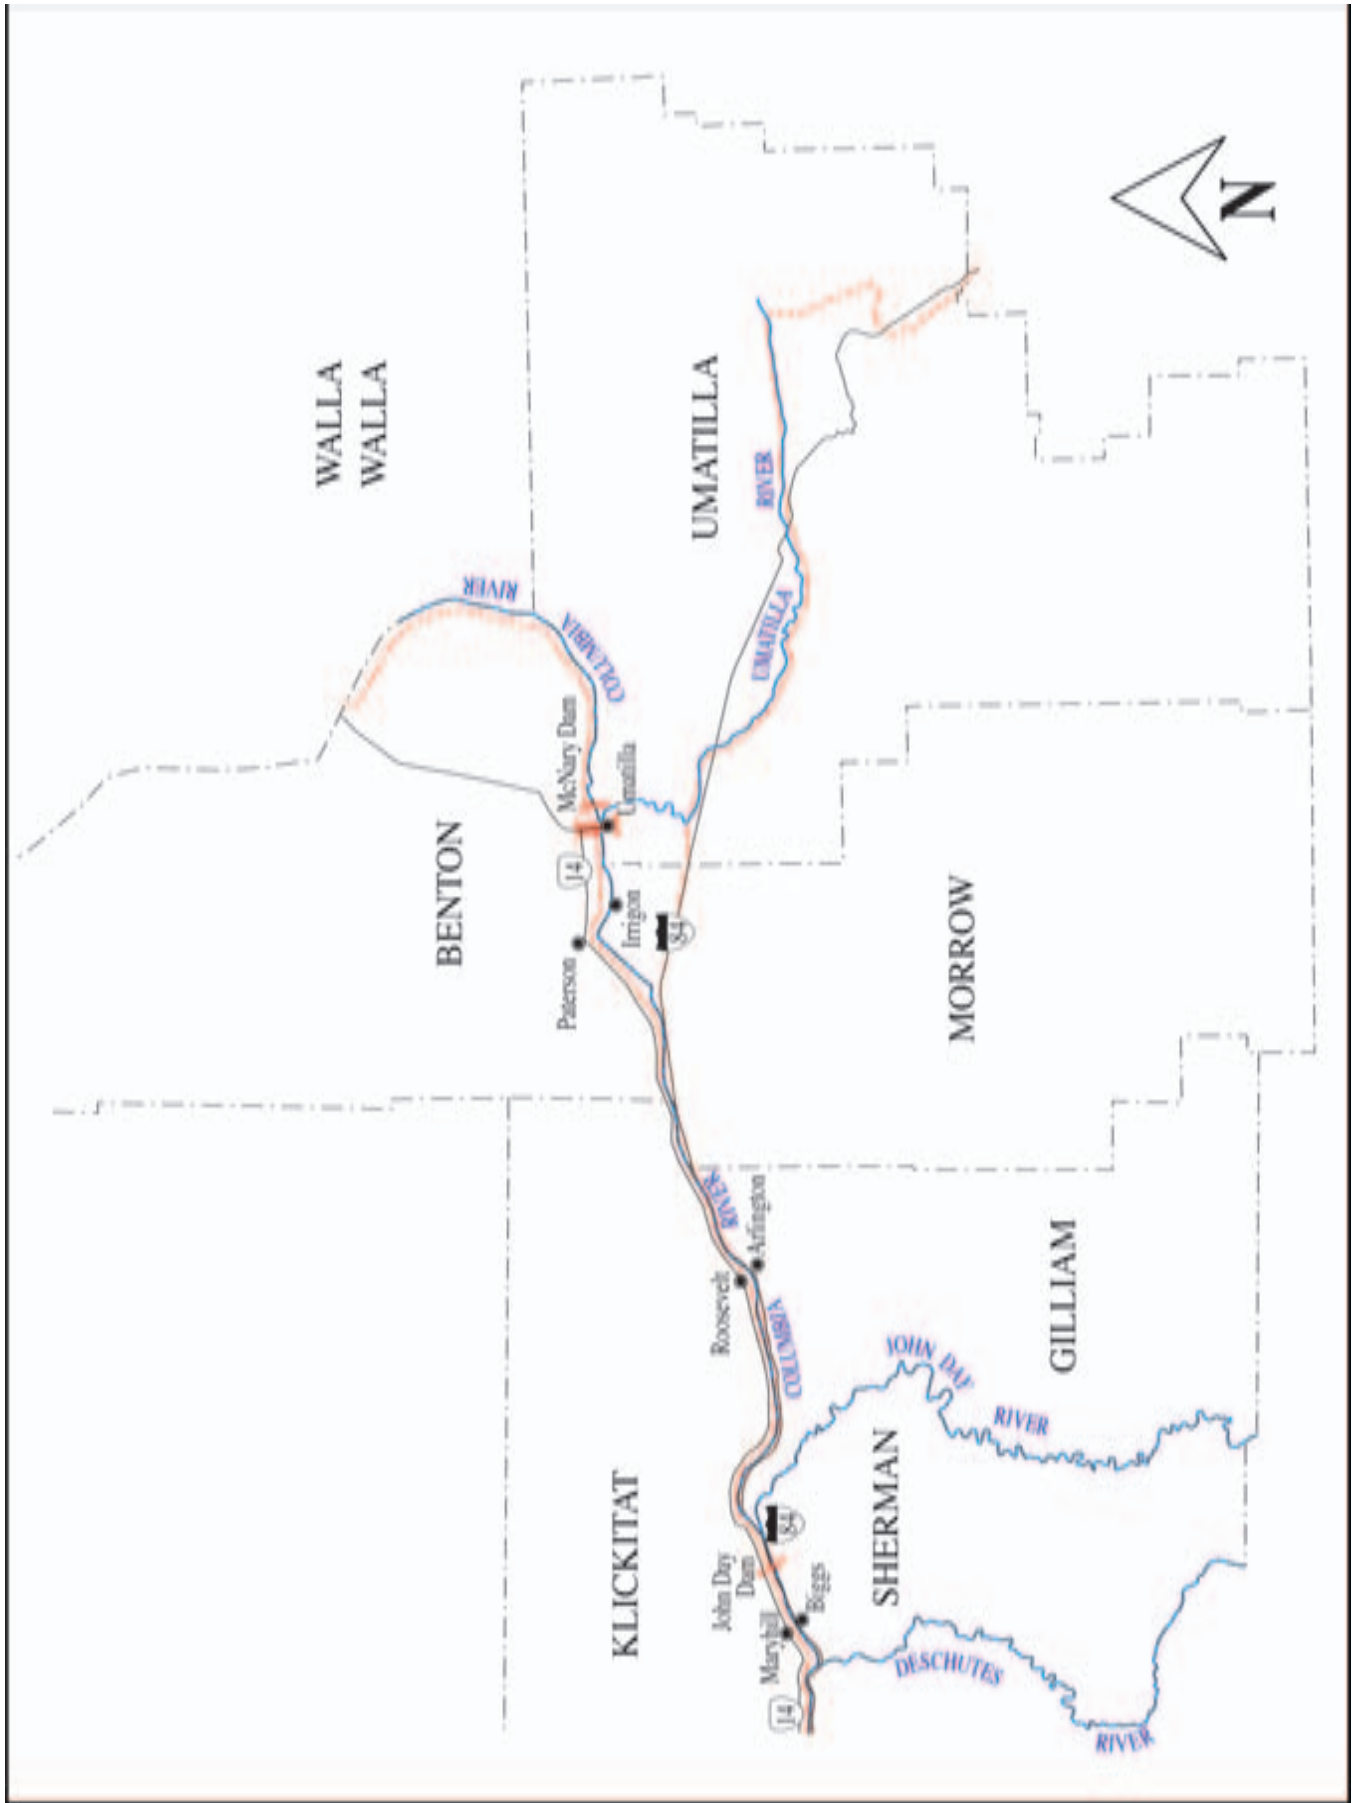 WALLA
WALLA
BENTON
UMATILLA
KLICKITAT
MORROW
GILLIAM
SHERMAN
RIVER
COLUMBIA
McNary Dam
Umatilla
14
Paterson
Irrigon
84
UMATILLA
RIVER
RIVER
Arlington
Roosevelt
COLUMBIA
JOHN DAY
RIVER
84
John Day
Dam
Biggs
Maryhill
14
DESCHUTES
RIVER
N